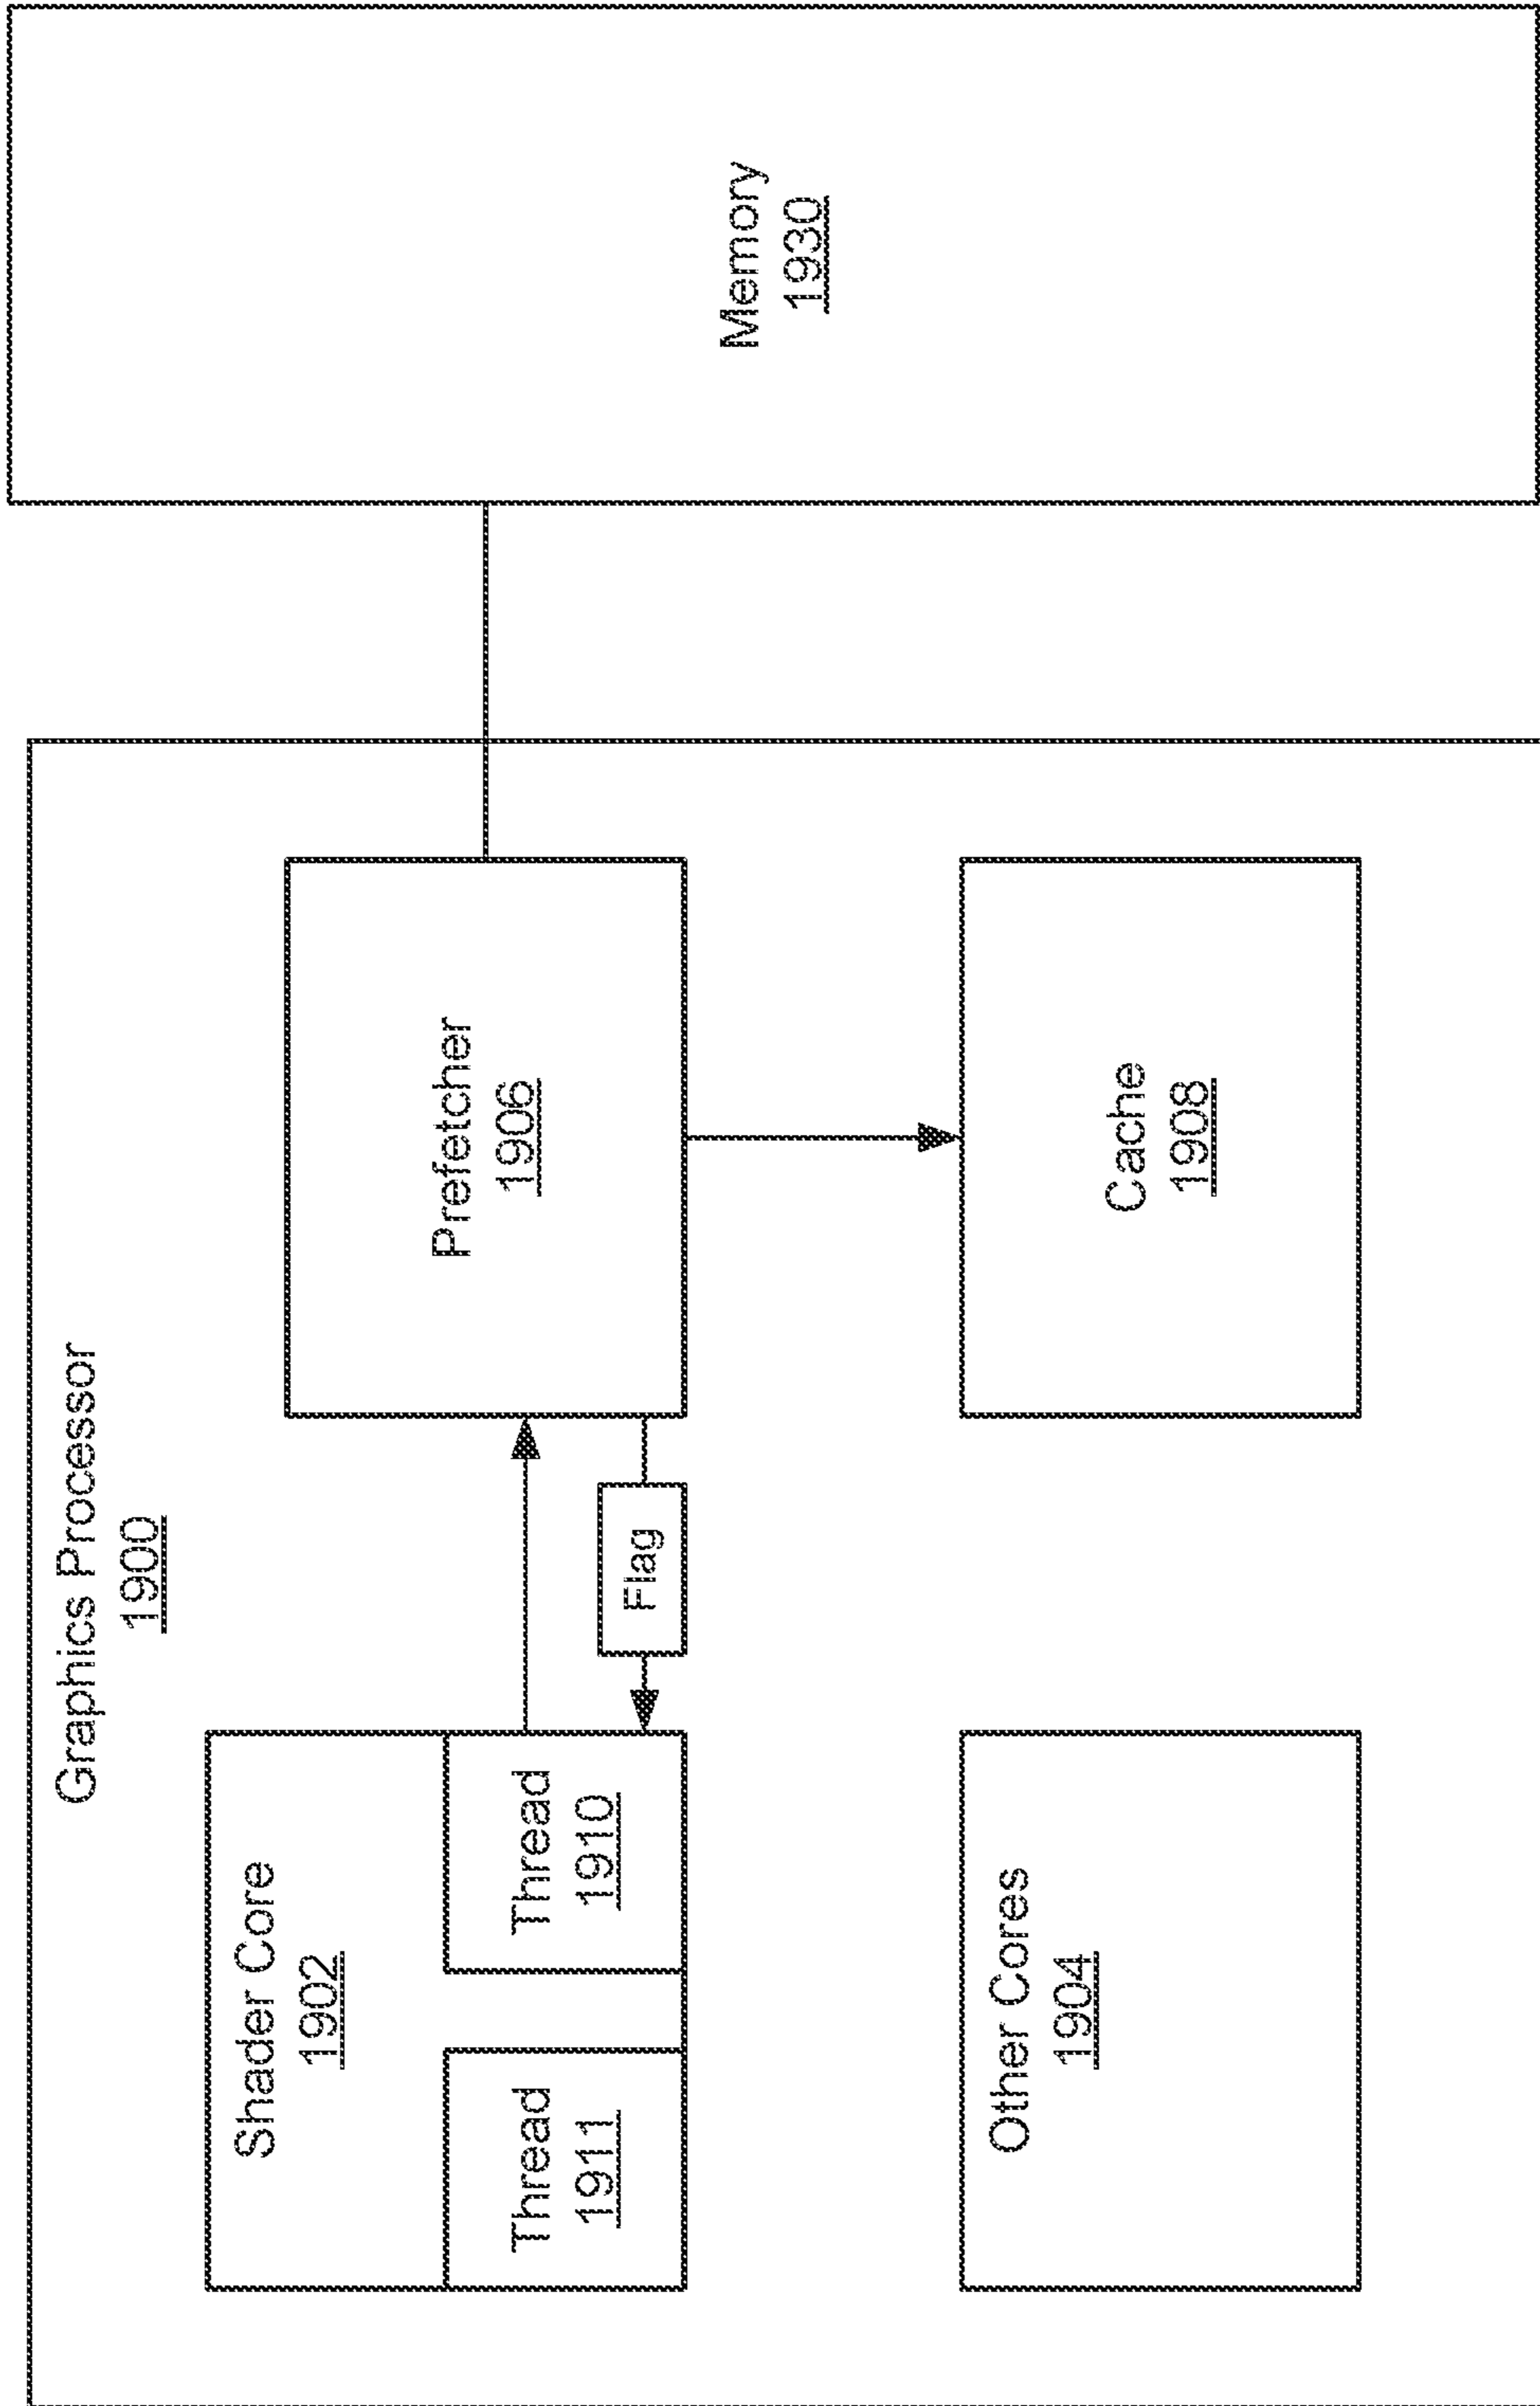 Graphics Processor
1900
Shader Core
1902
Thread
1911
Thread
1910
Flag
Prefetcher
1906
Memory
1930
Other Cores
1904
Cache
1908